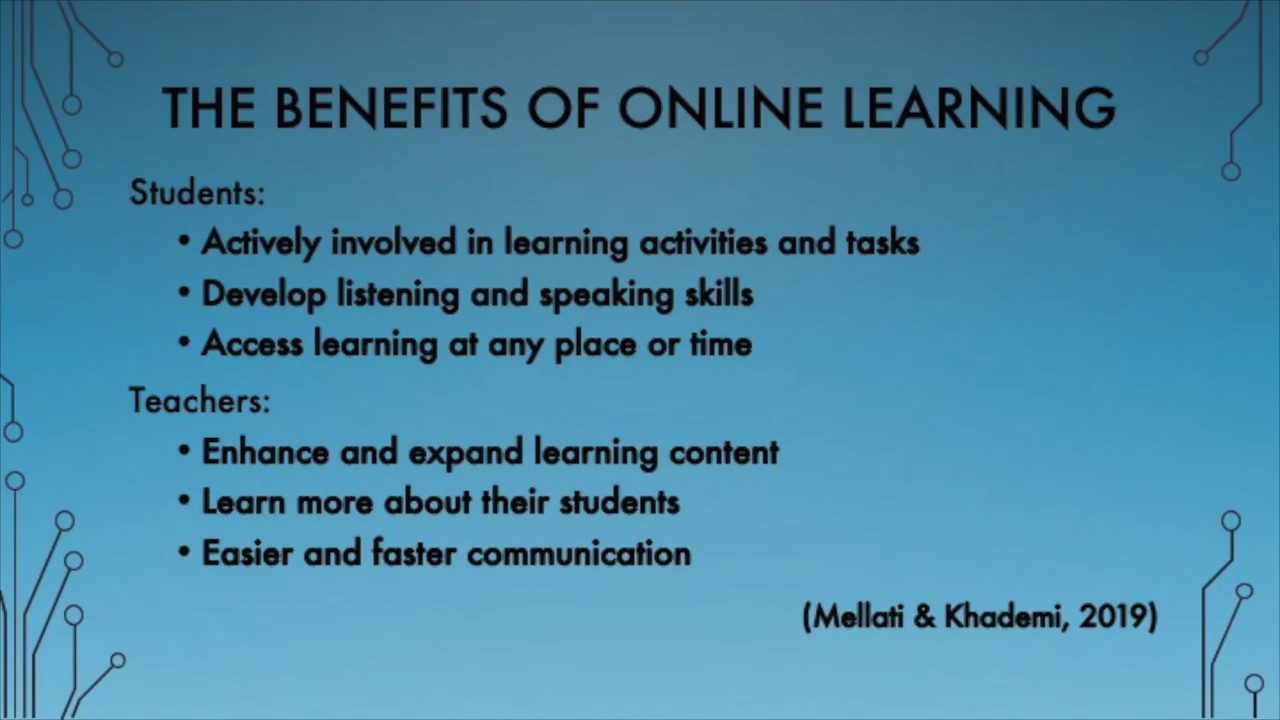 THE BENEFITS OF ONLINE LEARNING
Students:
• Actively involved in learning activities and tasks
• Develop listening and speaking skills
• Access learning at any place or time
Teachers:
• Enhance and expand learning content
• Learn more about their students
• Easier and faster communication
(Mellati & Khademi, 2019)